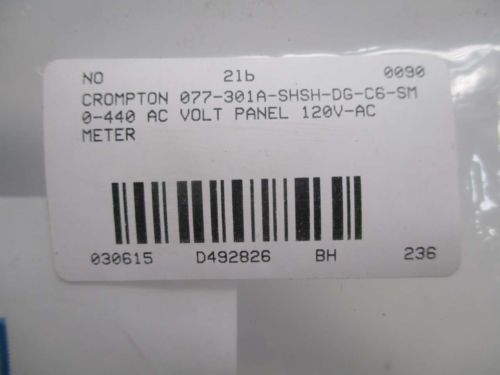 NO 21b 0090
CROMPTON 077-301A-SHSH-DG-C6-SM
0-440 AC VOLT PANEL 120V-AC
METER
030615 D492826 BH 236